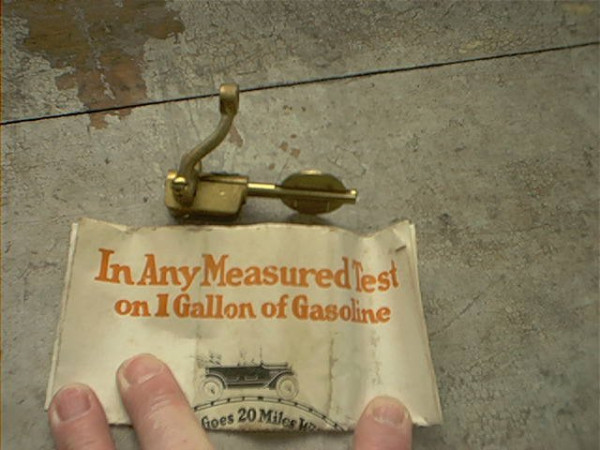 In Any Measured Test
on 1 Gallon of Gasoline
Goes 20 Miles